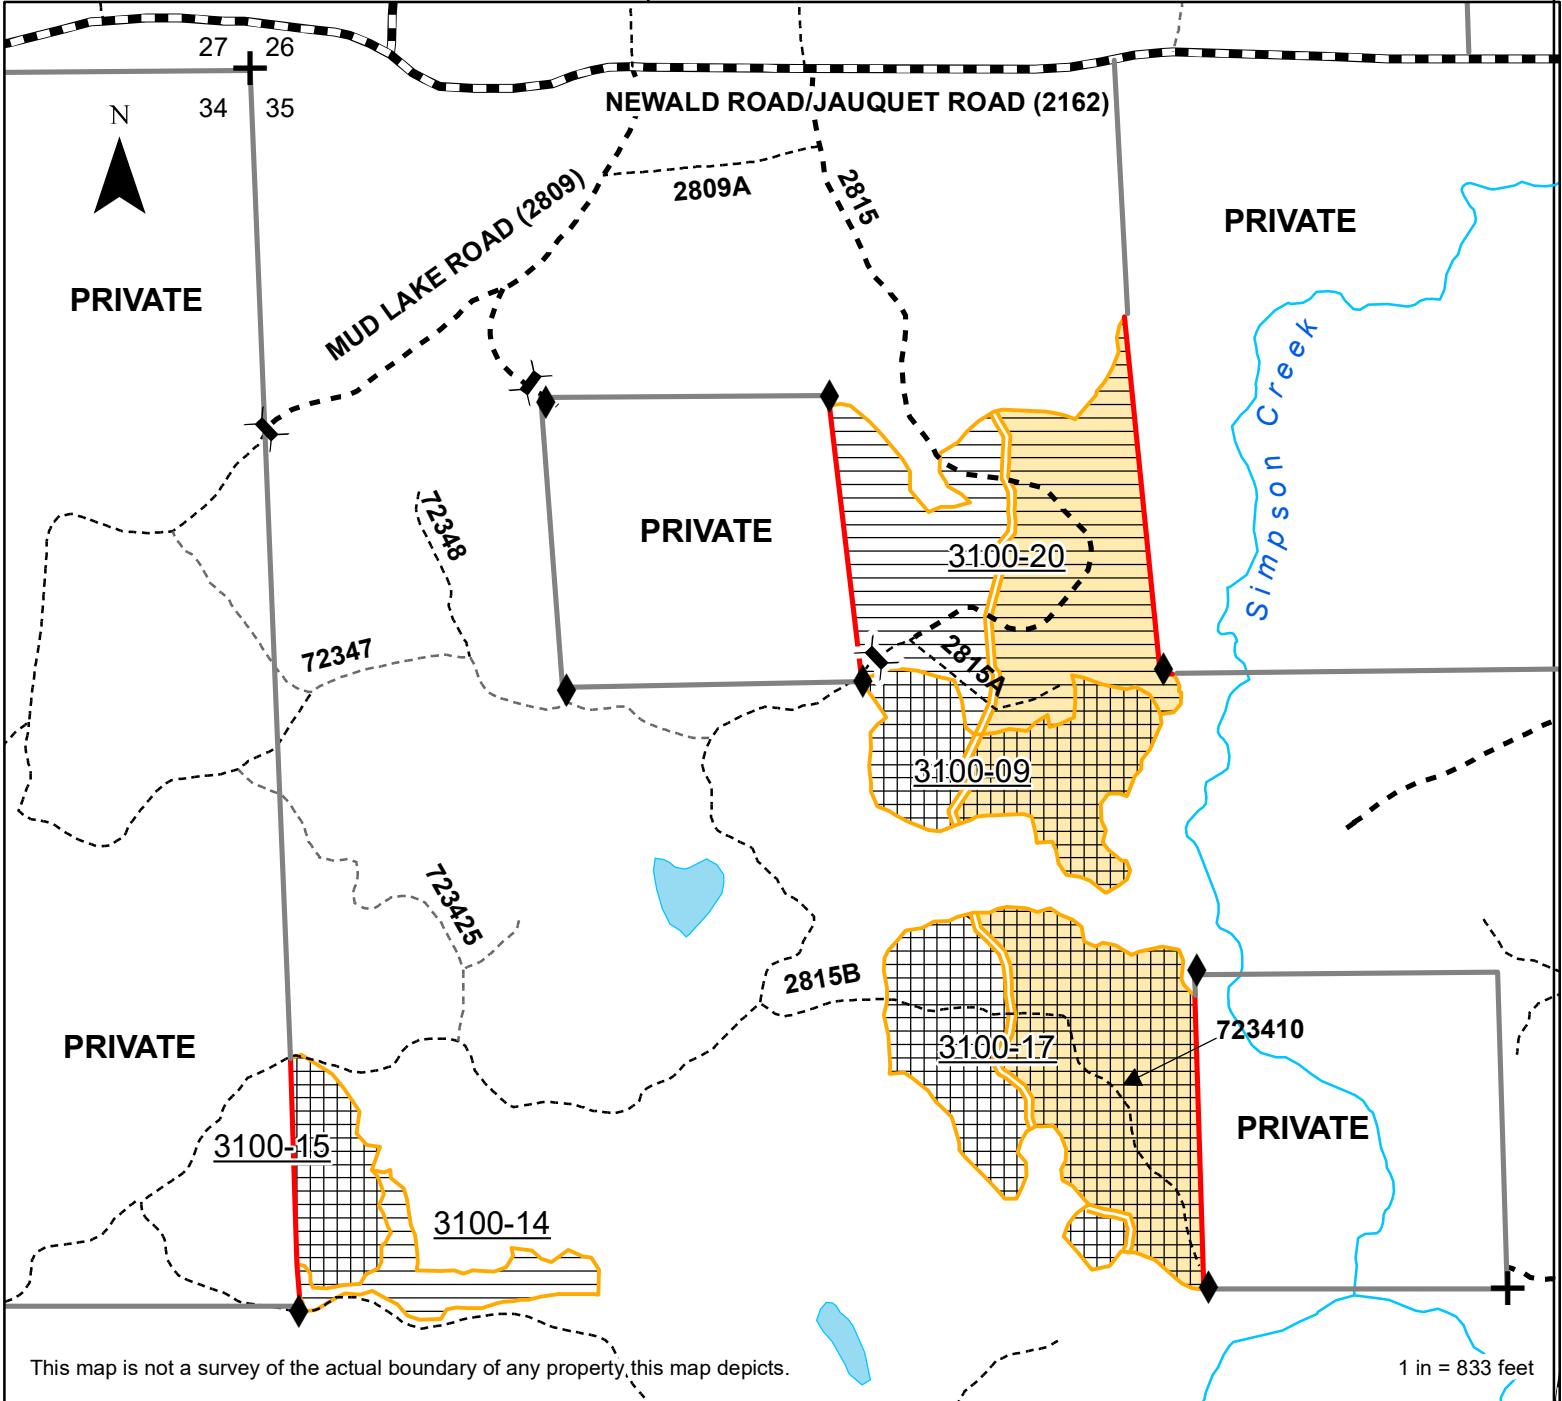 27 26
34 35
N
NEWALD ROAD/JAUQUET ROAD (2162)
MUD LAKE ROAD (2809)
2809A
2815
PRIVATE
PRIVATE
Simpson Creek
72348
PRIVATE
3100-20
72347
2815A
3100-09
723425
2815B
723410
3100-17
PRIVATE
PRIVATE
3100-15
3100-14
This map is not a survey of the actual boundary of any property this map depicts.
1 in = 833 feet